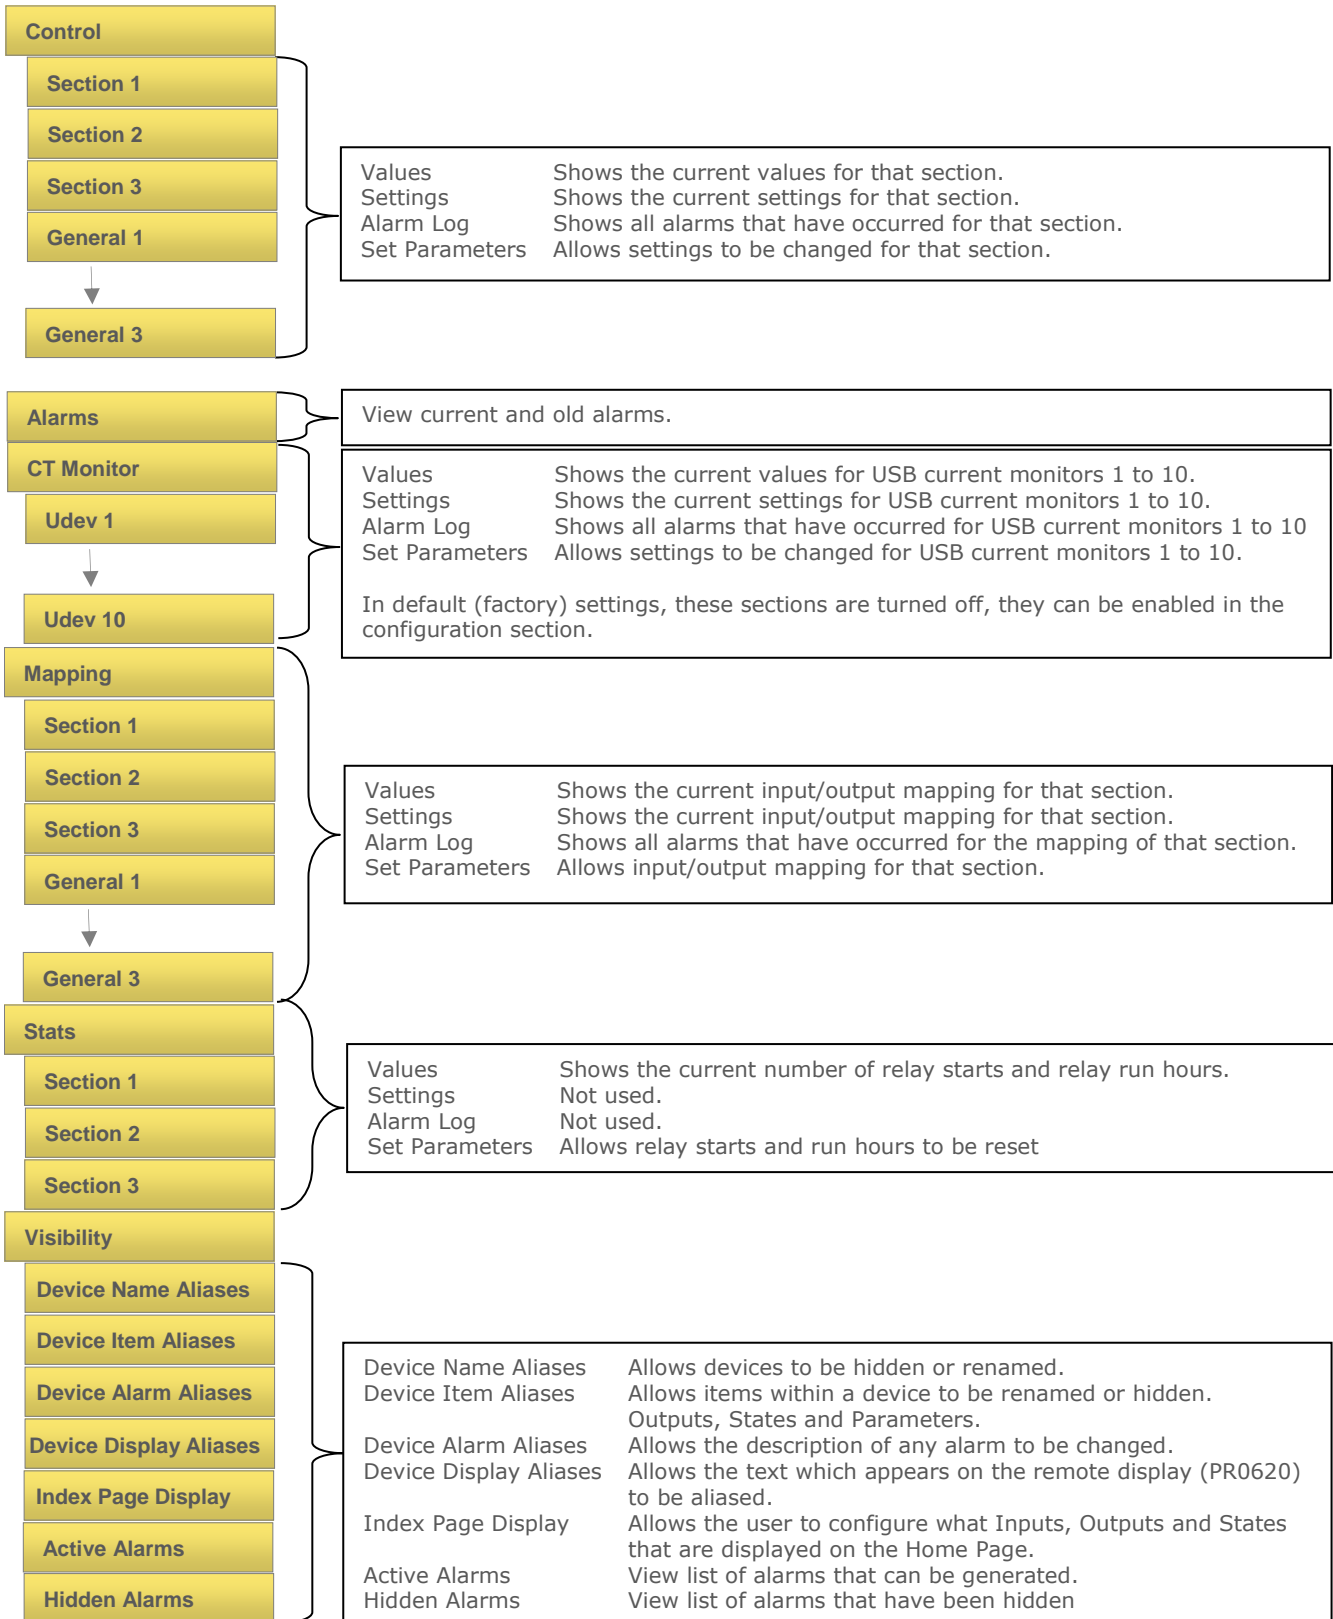 Control
Section 1
Section 2
Section 3
General 1
General 3
Values Shows the current values for that section.
Settings Shows the current settings for that section.
Alarm Log Shows all alarms that have occurred for that section.
Set Parameters Allows settings to be changed for that section.
Alarms
View current and old alarms.
CT Monitor
Udev 1
Udev 10
Values Shows the current values for USB current monitors 1 to 10.
Settings Shows the current settings for USB current monitors 1 to 10.
Alarm Log Shows all alarms that have occurred for USB current monitors 1 to 10
Set Parameters Allows settings to be changed for USB current monitors 1 to 10.
In default (factory) settings, these sections are turned off, they can be enabled in the
configuration section.
Mapping
Section 1
Section 2
Section 3
General 1
General 3
Values Shows the current input/output mapping for that section.
Settings Shows the current input/output mapping for that section.
Alarm Log Shows all alarms that have occurred for the mapping of that section.
Set Parameters Allows input/output mapping for that section.
Stats
Section 1
Section 2
Section 3
Values Shows the current number of relay starts and relay run hours.
Settings Not used.
Alarm Log Not used.
Set Parameters Allows relay starts and run hours to be reset
Visibility
Device Name Aliases
Device Item Aliases
Device Alarm Aliases
Device Display Aliases
Index Page Display
Active Alarms
Hidden Alarms
Device Name Aliases Allows devices to be hidden or renamed.
Device Item Aliases Allows items within a device to be renamed or hidden.
Outputs, States and Parameters.
Device Alarm Aliases Allows the description of any alarm to be changed.
Device Display Aliases Allows the text which appears on the remote display (PR0620)
to be aliased.
Index Page Display Allows the user to configure what Inputs, Outputs and States
that are displayed on the Home Page.
Active Alarms View list of alarms that can be generated.
Hidden Alarms View list of alarms that have been hidden